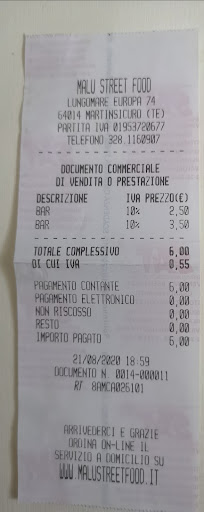 MALU STREET FOOD
LUNGOMARE EUROPA 74
64014 MARTINSICURO (TE)
PARTITA IVA 01953720677
TELEFONO 328.1160907
DOCUMENTO COMMERCIALE
DI VENDITA O PRESTAZIONE
DESCRIZIONE IVA PREZZO(€)
BAR 10% 2,50
BAR 10% 3,50
TOTALE COMPLESSIVO 6,00
DI CUI IVA 0,55
PAGAMENTO CONTANTE 6,00
PAGAMENTO ELETTRONICO 0,00
NON RISCOSSO 0,00
RESTO 0,00
IMPORTO PAGATO 6,00
21/08/2020 18:59
DOCUMENTO N. 0014-000011
RT 8AMCA026101
ARRIVEDERCI E GRAZIE
ORDINA ON-LINE IL
SERVIZIO A DOMICILIO SU
WWW.MALUSTREETFOOD.IT